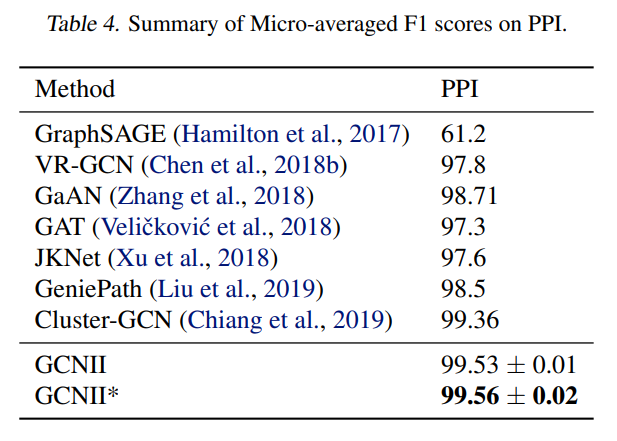 Table 4. Summary of Micro-averaged F1 scores on PPI.
Method PPI
GraphSAGE (Hamilton et al., 2017) 61.2
VR-GCN (Chen et al., 2018b) 97.8
GaAN (Zhang et al., 2018) 98.71
GAT (Veličković et al., 2018) 97.3
JKNet (Xu et al., 2018) 97.6
GeniePath (Liu et al., 2019) 98.5
Cluster-GCN (Chiang et al., 2019) 99.36
GCNII 99.53 ± 0.01
GCNII* 99.56 ± 0.02